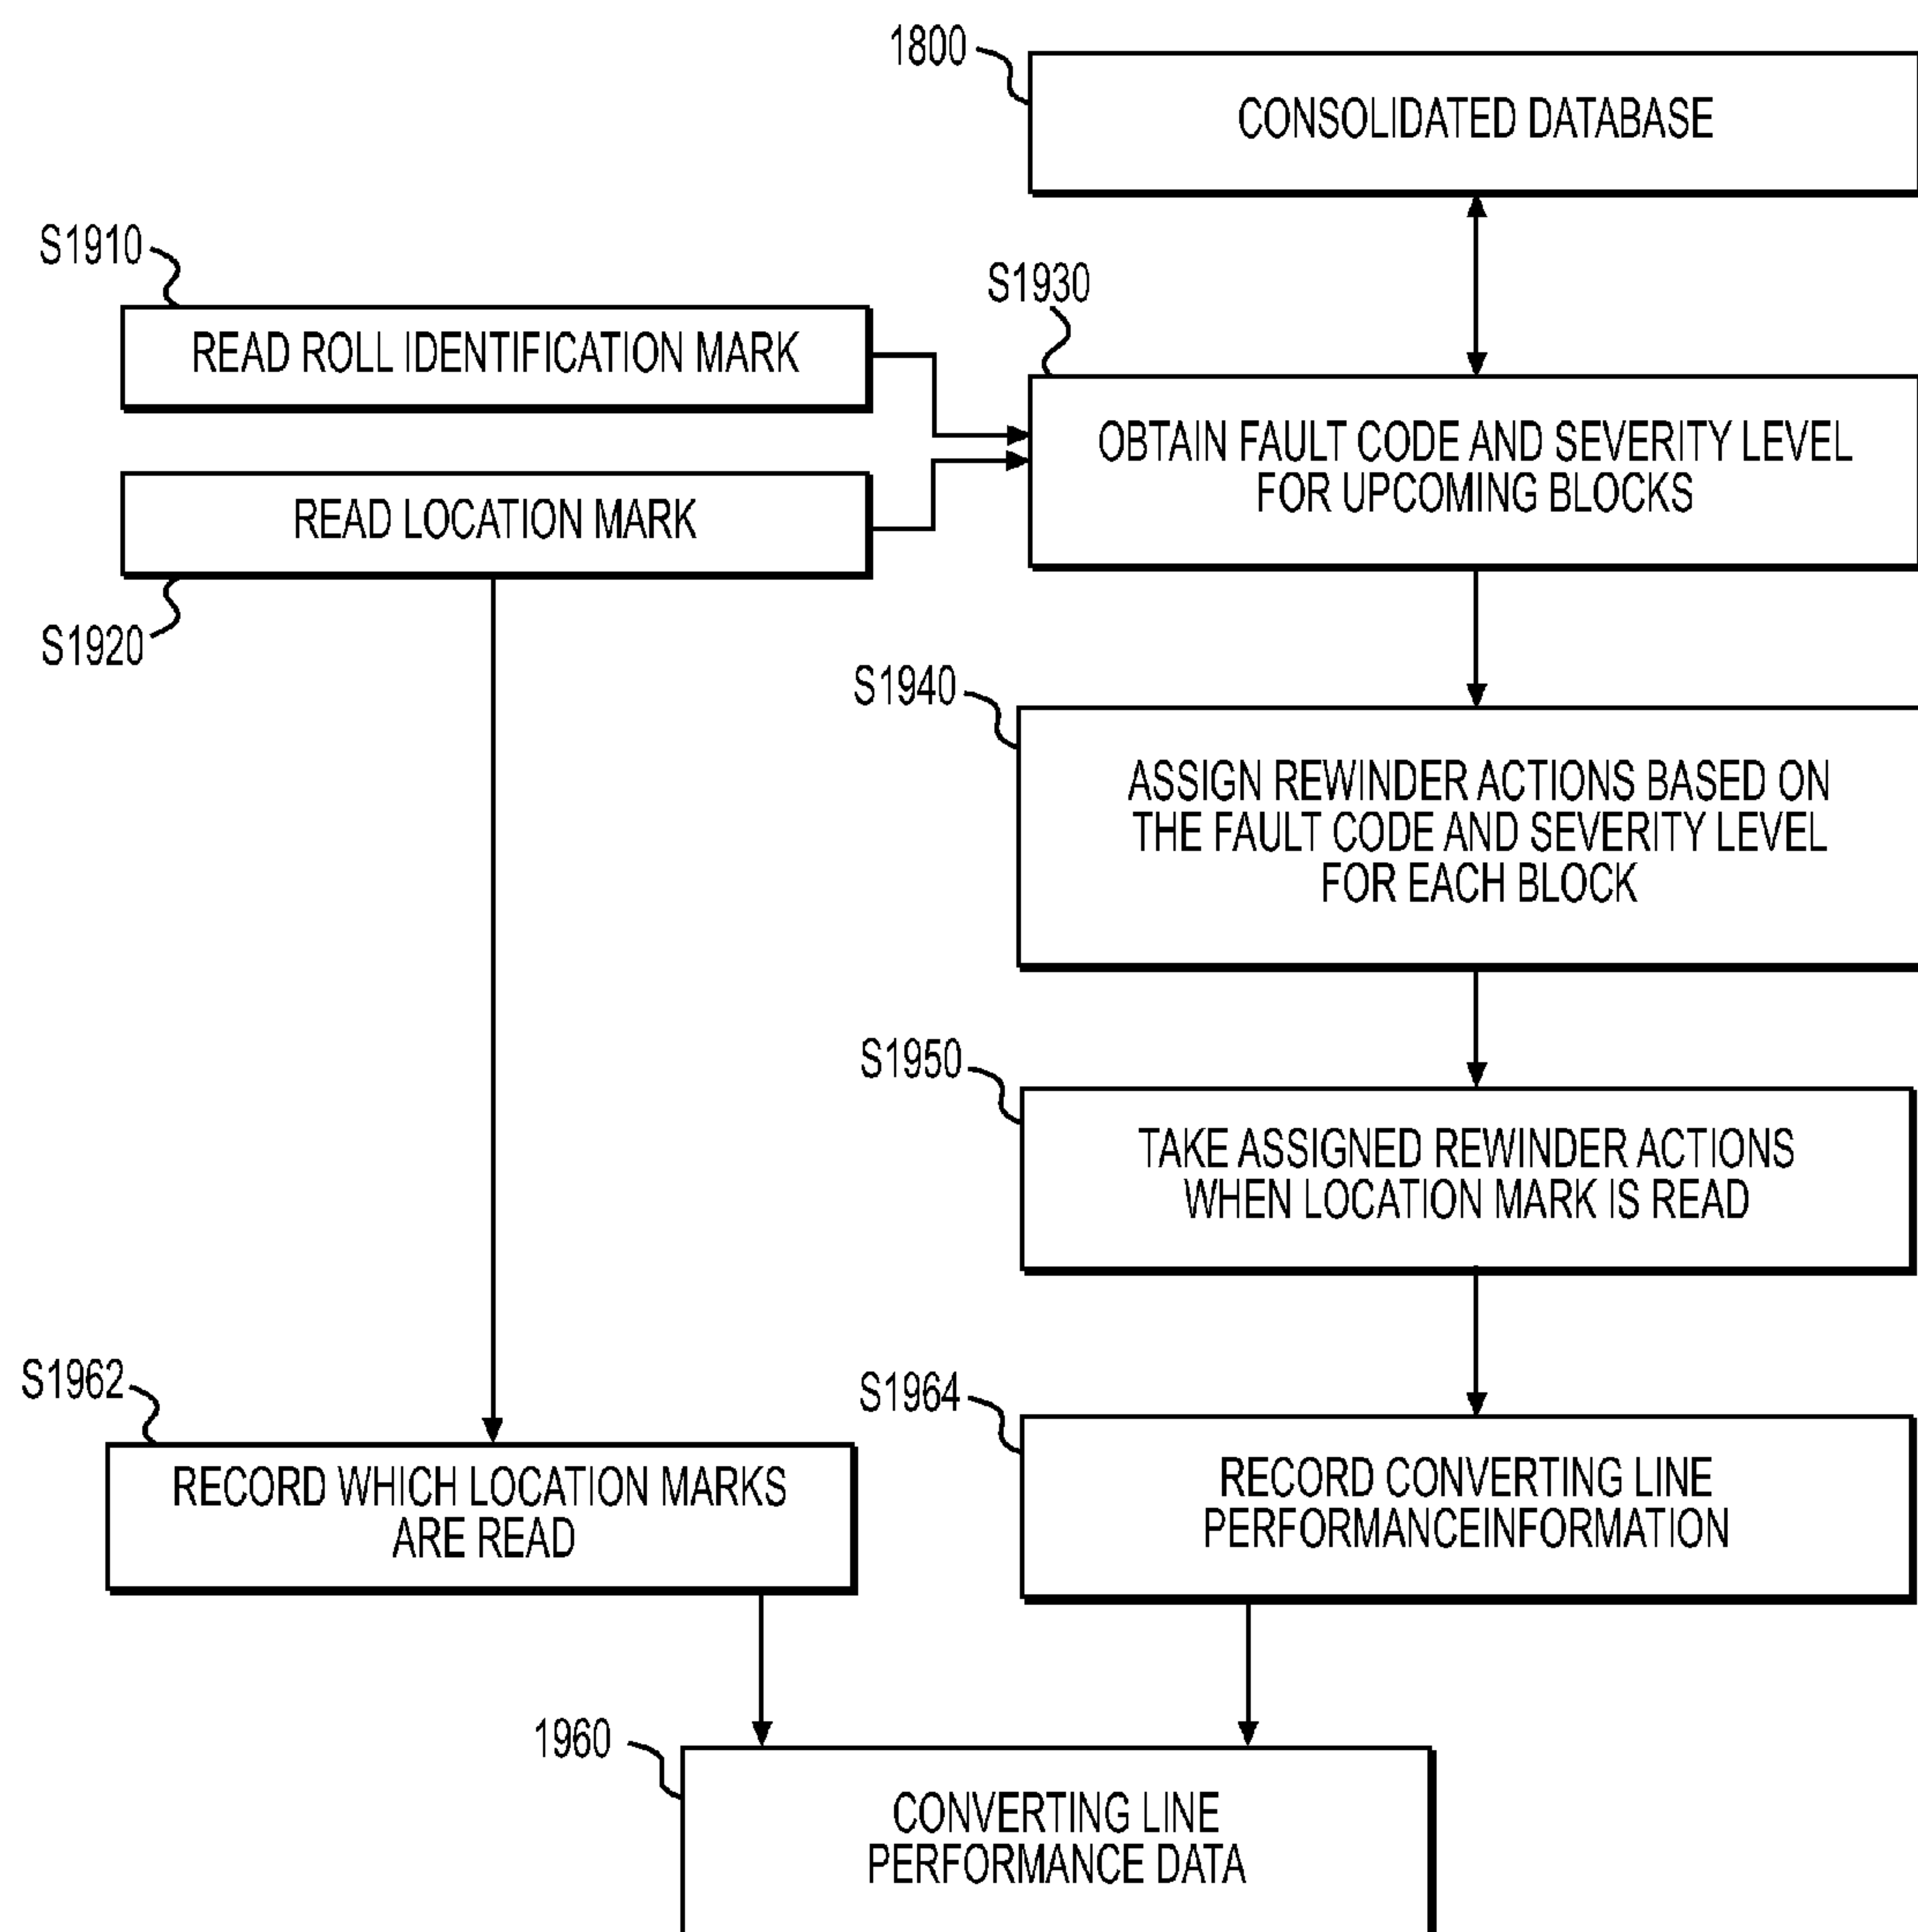 1800
CONSOLIDATED DATABASE
S1910
READ ROLL IDENTIFICATION MARK
S1930
OBTAIN FAULT CODE AND SEVERITY LEVEL
FOR UPCOMING BLOCKS
READ LOCATION MARK
S1920
S1940
ASSIGN REWINDER ACTIONS BASED ON
THE FAULT CODE AND SEVERITY LEVEL
FOR EACH BLOCK
S1950
TAKE ASSIGNED REWINDER ACTIONS
WHEN LOCATION MARK IS READ
S1962
RECORD WHICH LOCATION MARKS
ARE READ
S1964
RECORD CONVERTING LINE
PERFORMANCEINFORMATION
1960
CONVERTING LINE
PERFORMANCE DATA